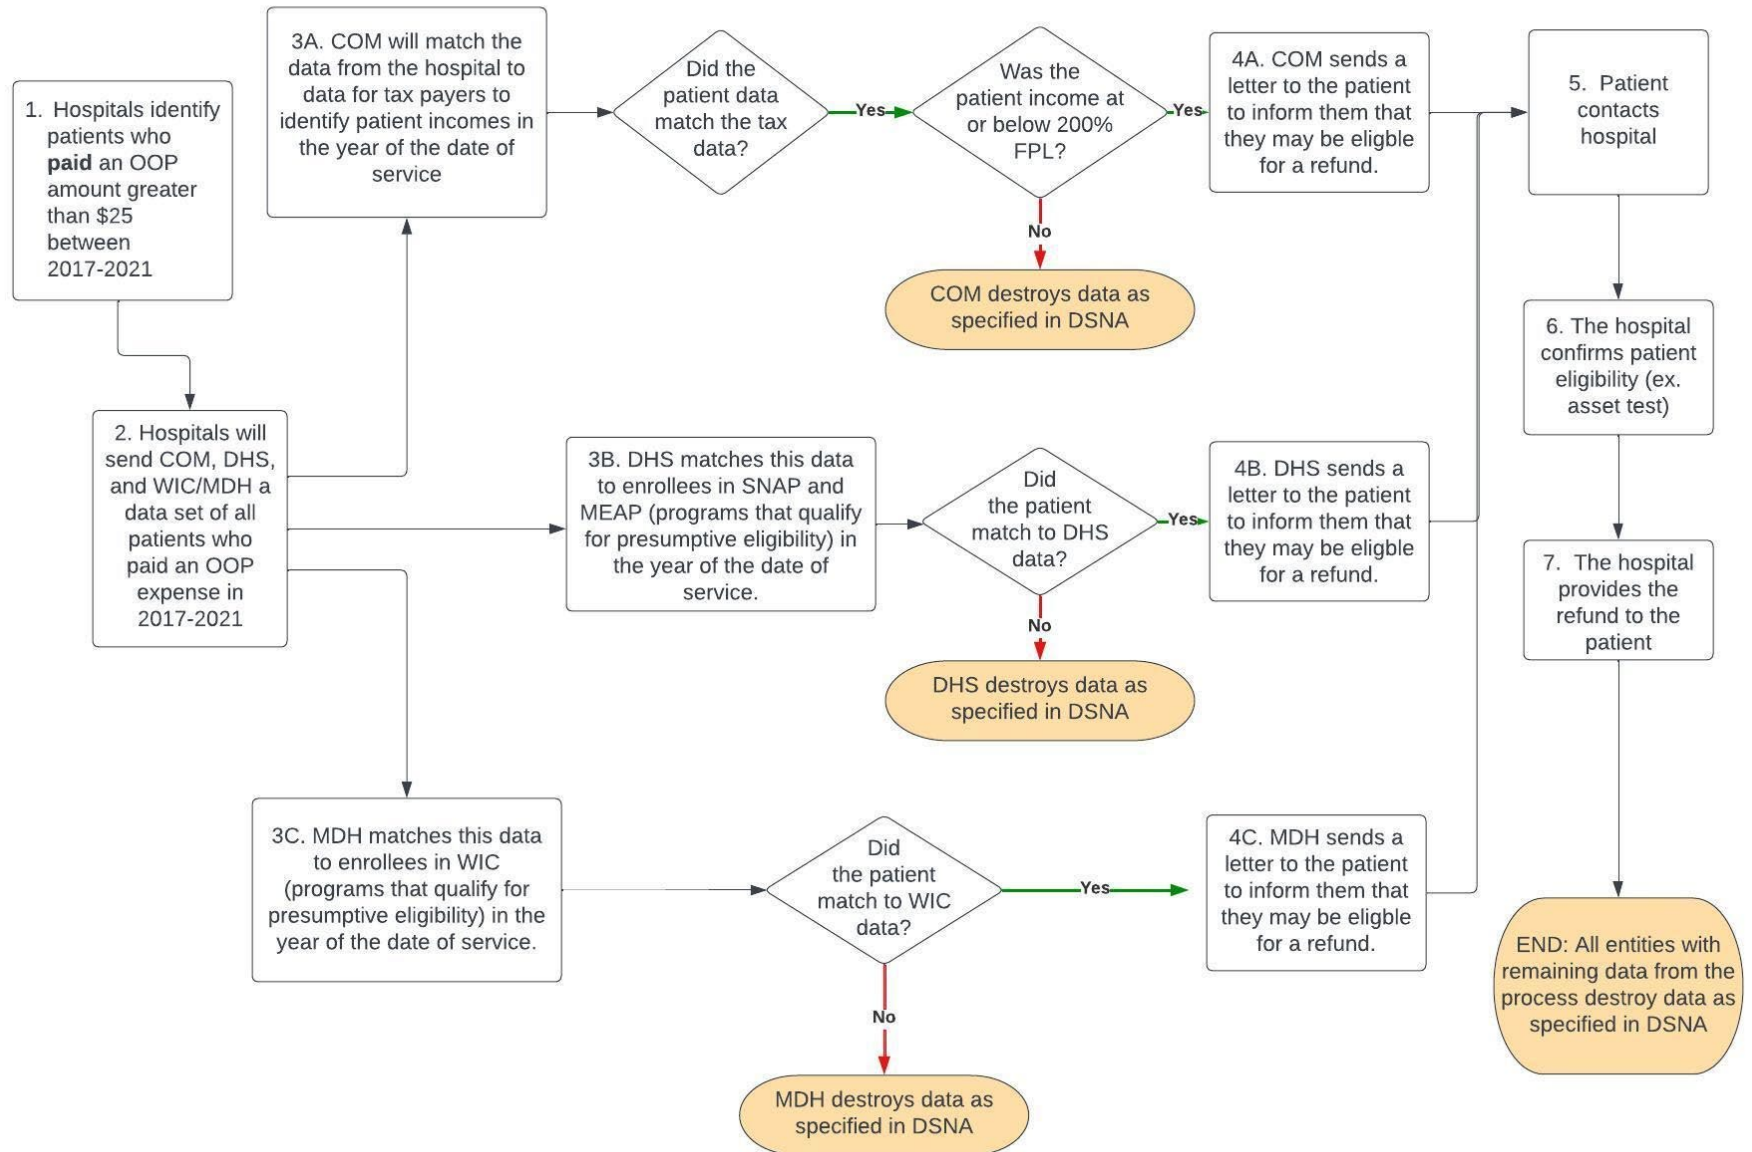 1. Hospitals identify
patients who
paid an OOP
amount greater
than $25
between
2017-2021
2. Hospitals will
send COM, DHS,
and WIC/MDH a
data set of all
patients who
paid an OOP
expense in
2017-2021
3A. COM will match the
data from the hospital to
data for tax payers to
identify patient incomes in
the year of the date of
service
Did the
patient data
match the tax
data?
Yes
Was the
patient income at
or below 200%
FPL?
Yes
No
COM destroys data as
specified in DSNA
4A. COM sends a
letter to the patient
to inform them that
they may be eligble
for a refund.
3B. DHS matches this data
to enrollees in SNAP and
MEAP (programs that qualify
for presumptive eligibility) in
the year of the date of
service.
Did
the patient
match to DHS
data?
Yes
No
DHS destroys data as
specified in DSNA
4B. DHS sends a
letter to the patient
to inform them that
they may be eligble
for a refund.
3C. MDH matches this data
to enrollees in WIC
(programs that qualify for
presumptive eligibility) in the
year of the date of service.
Did
the patient
match to WIC
data?
Yes
No
MDH destroys data as
specified in DSNA
4C. MDH sends a
letter to the patient
to inform them that
they may be eligble
for a refund.
5. Patient
contacts
hospital
6. The hospital
confirms patient
eligibility (ex.
asset test)
7. The hospital
provides the
refund to the
patient
END: All entities with
remaining data from the
process destroy data as
specified in DSNA